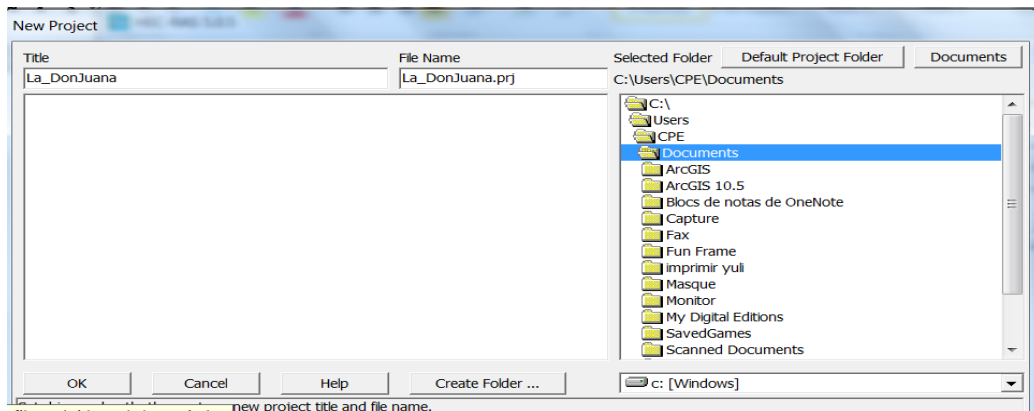 New Project
Title
File Name
Selected Folder
Default Project Folder
Documents
La_DonJuana
La_DonJuana.prj
C:\Users\CPE\Documents
C:\
Users
CPE
Documents
ArcGIS
ArcGIS 10.5
Blocs de notas de OneNote
Capture
Fax
Fun Frame
imprimir yuli
Masque
Monitor
My Digital Editions
SavedGames
Scanned Documents
OK
Cancel
Help
Create Folder ...
c: [Windows]
new project title and file name.